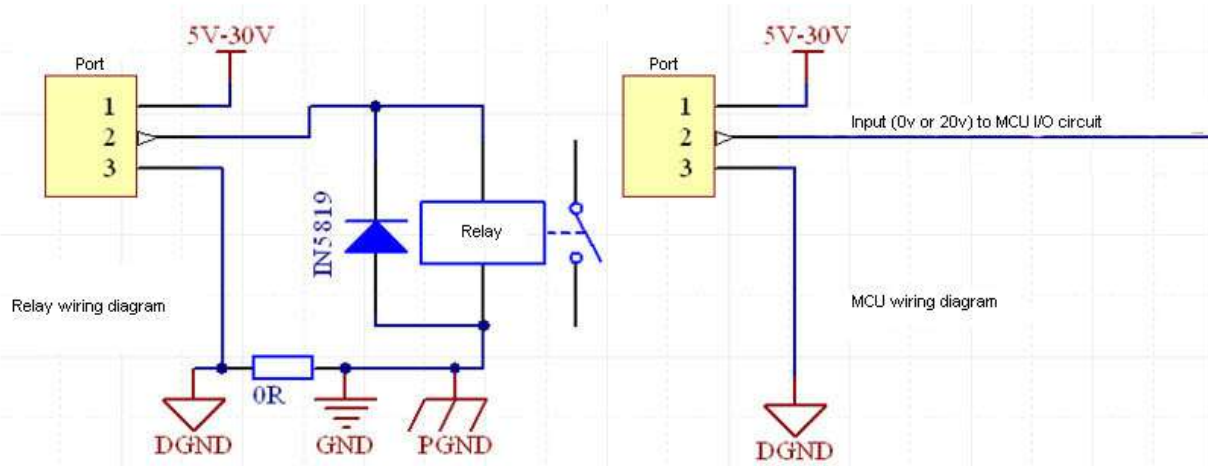 5V-30V
Port
1
2
3
IN5819
Relay
Relay wiring diagram
0R
DGND
GND
PGND
5V-30V
Port
1
2
3
Input (0v or 20v) to MCU I/O circuit
MCU wiring diagram
DGND